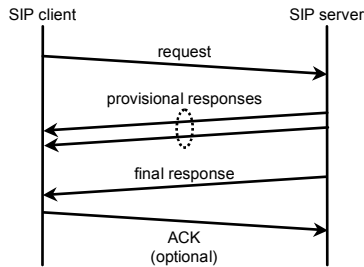 SIP client
SIP server
request
provisional responses
final response
ACK
(optional)